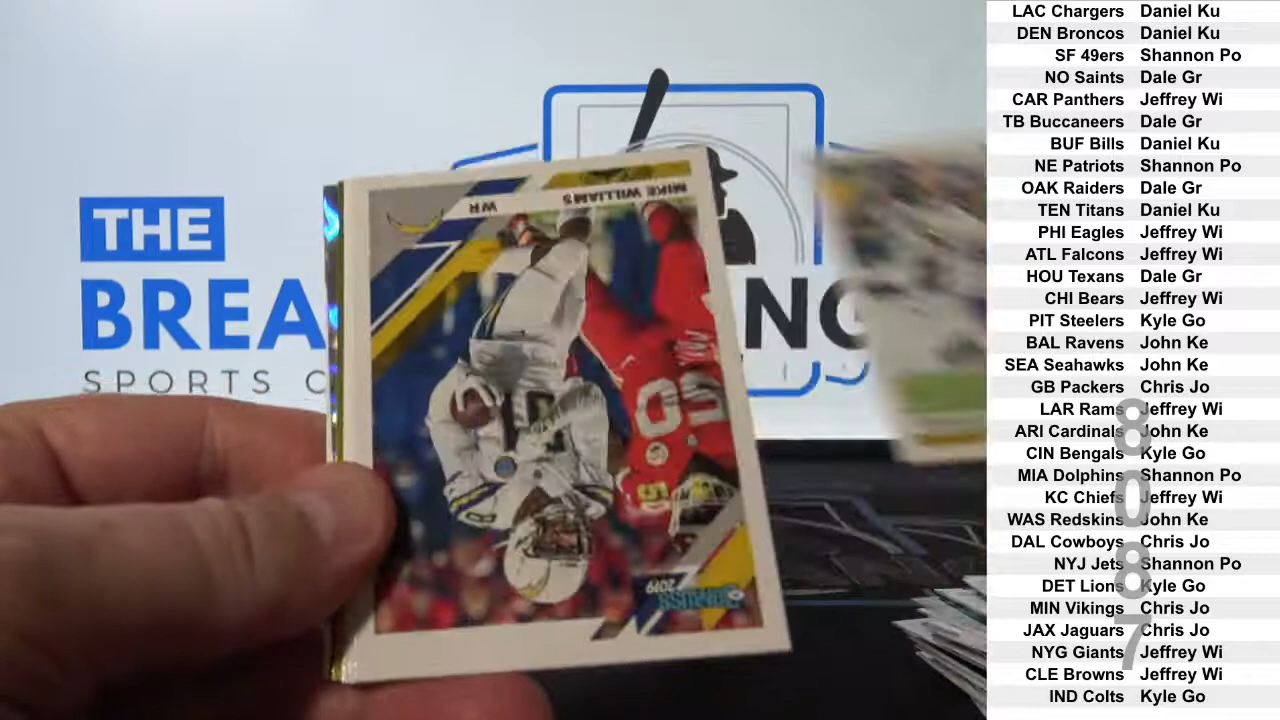 THE
BREA
NG
SPORTS C
MIKE WILLIAMS
WR
DONRUSS
2019
LAC Chargers Daniel Ku
DEN Broncos Daniel Ku
SF 49ers Shannon Po
NO Saints Dale Gr
CAR Panthers Jeffrey Wi
TB Buccaneers Dale Gr
BUF Bills Daniel Ku
NE Patriots Shannon Po
OAK Raiders Dale Gr
TEN Titans Daniel Ku
PHI Eagles Jeffrey Wi
ATL Falcons Jeffrey Wi
HOU Texans Dale Gr
CHI Bears Jeffrey Wi
PIT Steelers Kyle Go
BAL Ravens John Ke
SEA Seahawks John Ke
GB Packers Chris Jo
LAR Rams Jeffrey Wi
ARI Cardinals John Ke
CIN Bengals Kyle Go
MIA Dolphins Shannon Po
KC Chiefs Jeffrey Wi
WAS Redskins John Ke
DAL Cowboys Chris Jo
NYJ Jets Shannon Po
DET Lions Kyle Go
MIN Vikings Chris Jo
JAX Jaguars Chris Jo
NYG Giants Jeffrey Wi
CLE Browns Jeffrey Wi
IND Colts Kyle Go
8087